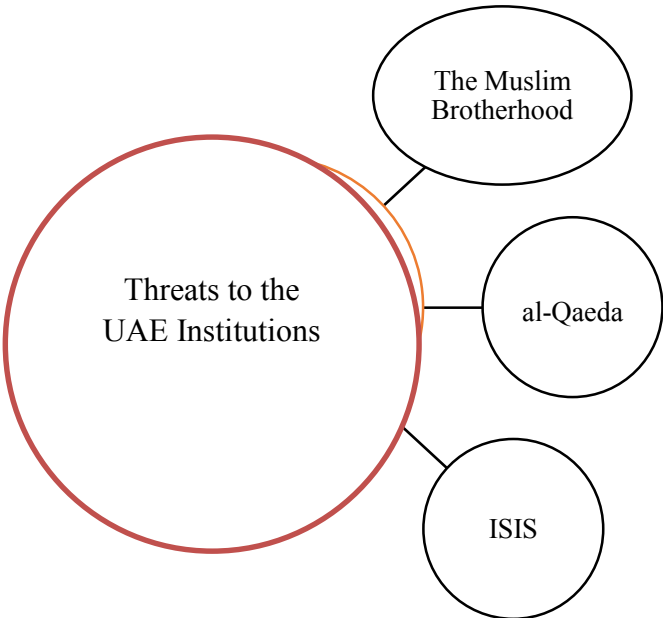 The Muslim
Brotherhood
Threats to the
UAE Institutions
al-Qaeda
ISIS